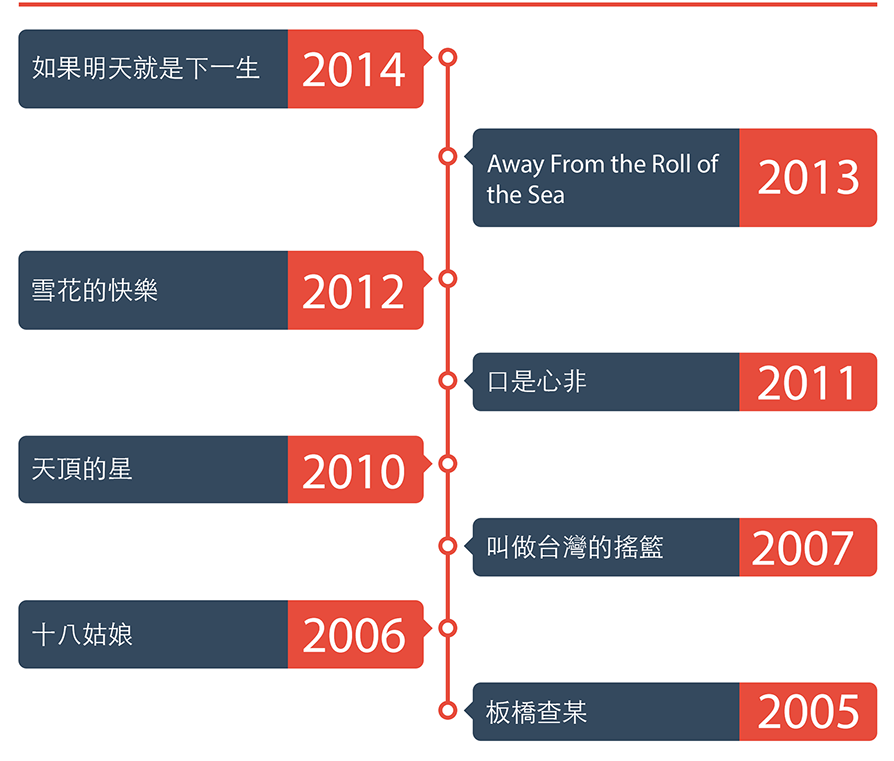 如果明天就是下一生
2014
Away From the Roll of
the Sea
2013
雪花的快樂
2012
口是心非
2011
天頂的星
2010
叫做台灣的搖籃
2007
十八姑娘
2006
板橋查某
2005